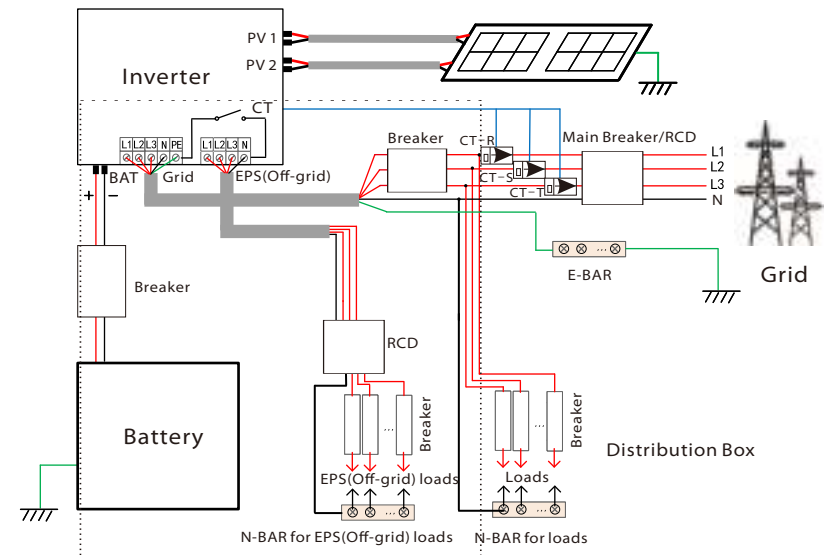 PV 1
PV 2
Inverter
CT
L1 L2 L3 N PE
L1 L2 L3 N
BAT
Grid
EPS(Off-grid)
+
−
Breaker
CT-R
CT-S
CT-T
Main Breaker/RCD
L1
L2
L3
N
E-BAR
Grid
Breaker
RCD
Battery
...
Breaker
...
Breaker
Distribution Box
EPS(Off-grid) loads
Loads
...
...
...
N-BAR for EPS(Off-grid) loads
N-BAR for loads